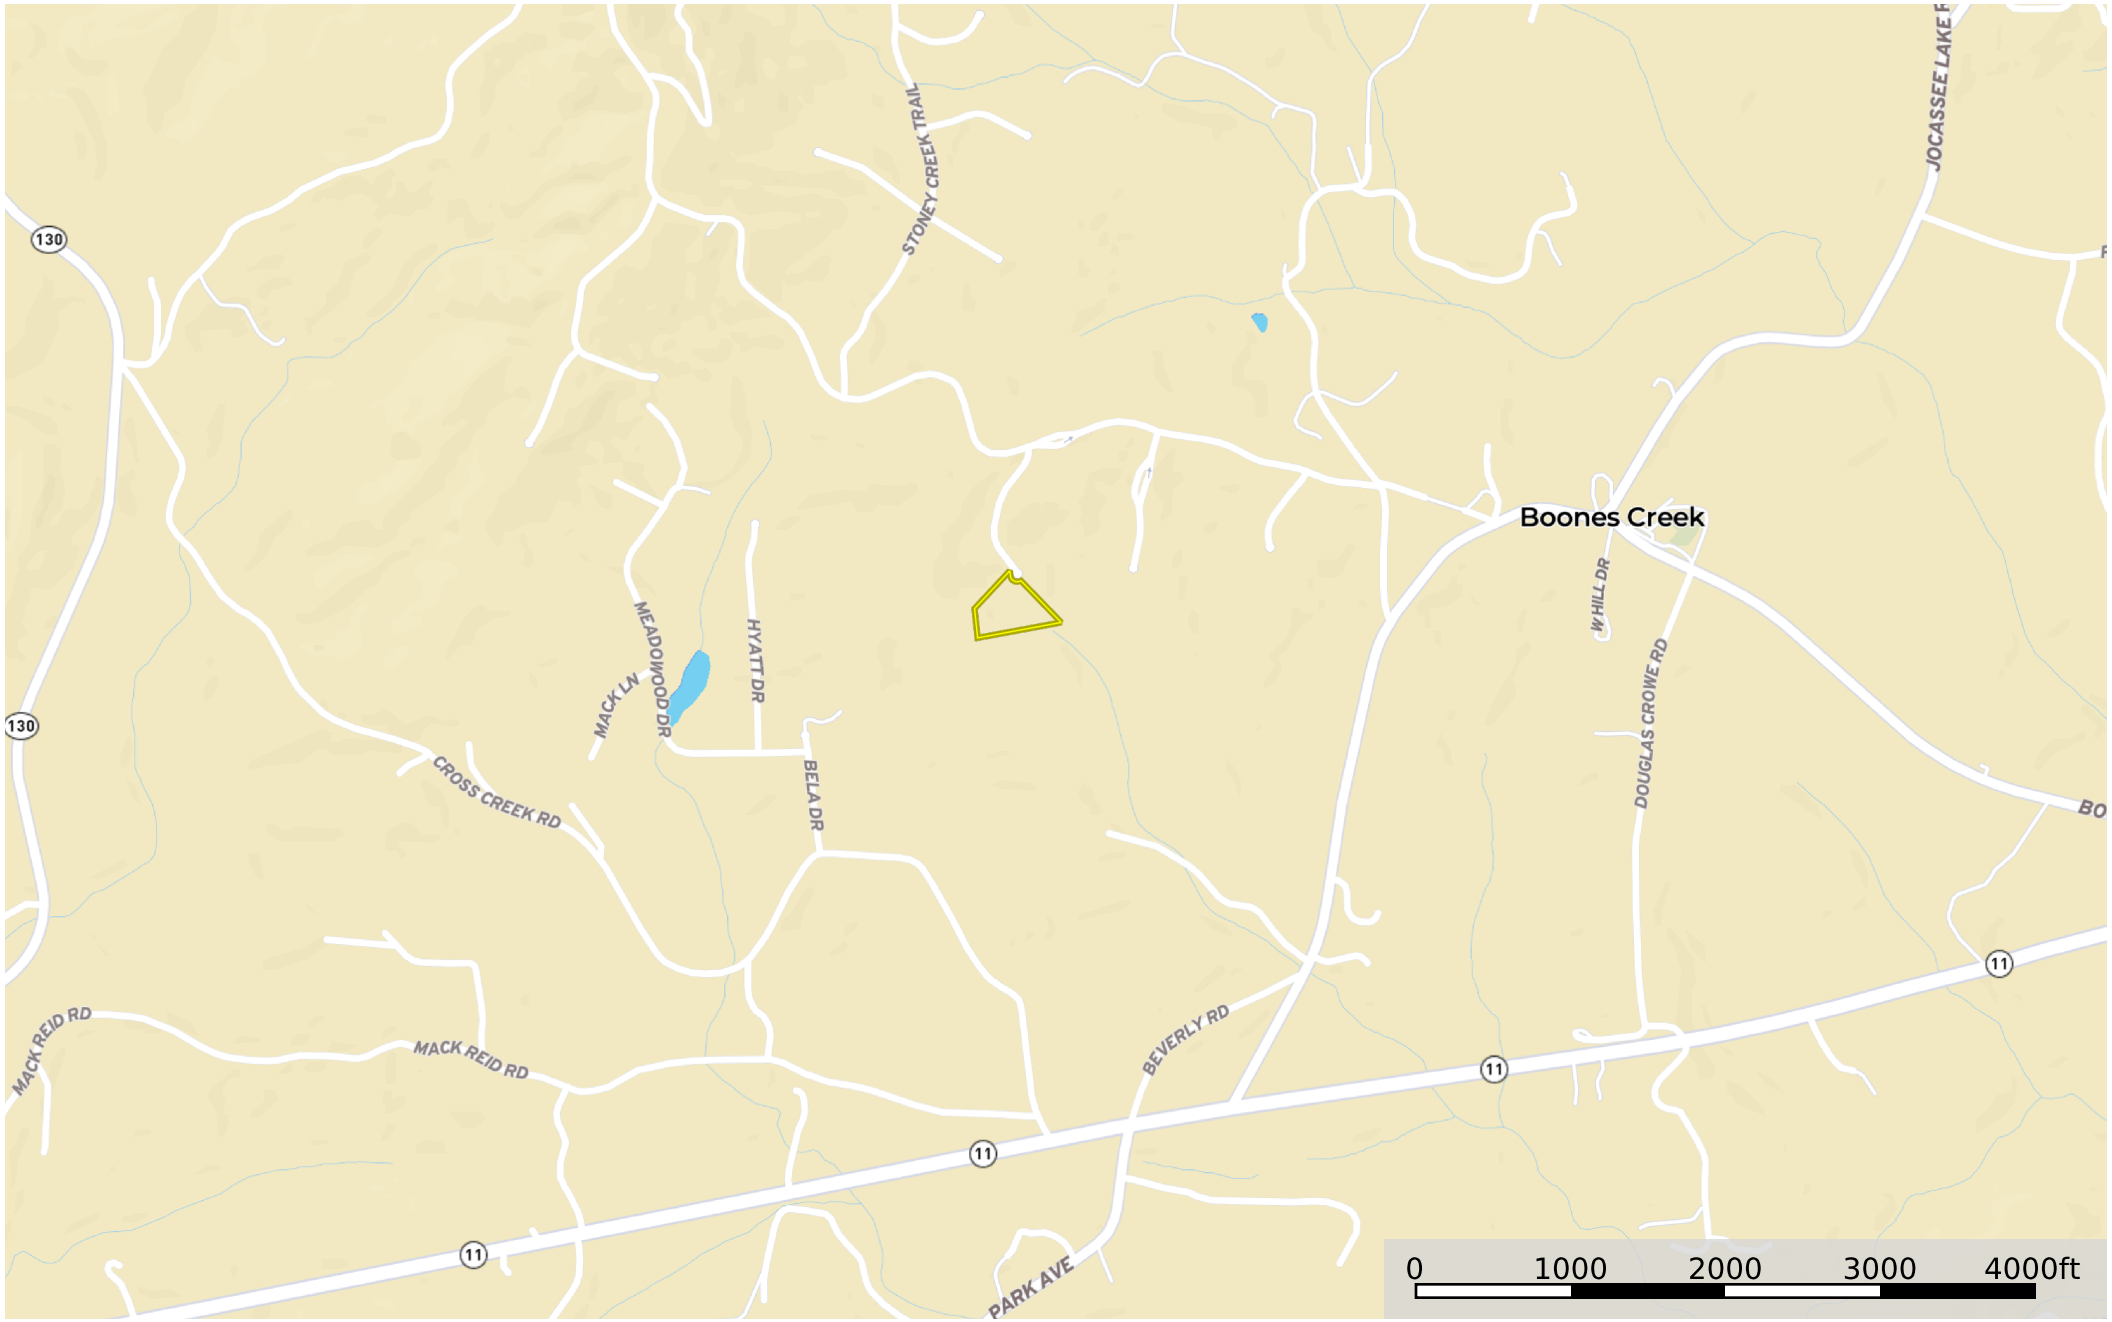 JOCASSEE LAKE
STONEY CREEK TRAIL
130
Boones Creek
WHILL DR
MEADOWOOD DR
HYATT DR
MACK LN
DOUGLAS CROWE RD
130
CROSS CREEK RD
BELA DR
BO
11
MACK REID RD
MACK REID RD
BEVERLY RD
11
11
11
PARK AVE
0 1000 2000 3000 4000ft